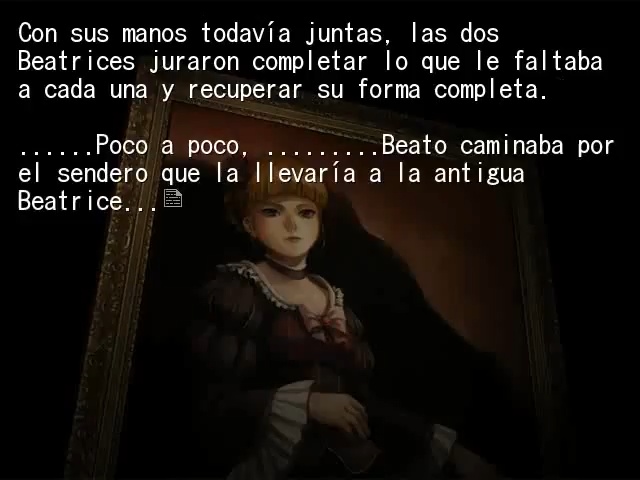 Con sus manos todavía juntas, las dos
Beatrices juraron completar lo que le faltaba
a cada una y recuperar su forma completa.
......Poco a poco, .........Beato caminaba por
el sendero que la llevaría a la antigua
Beatrice...